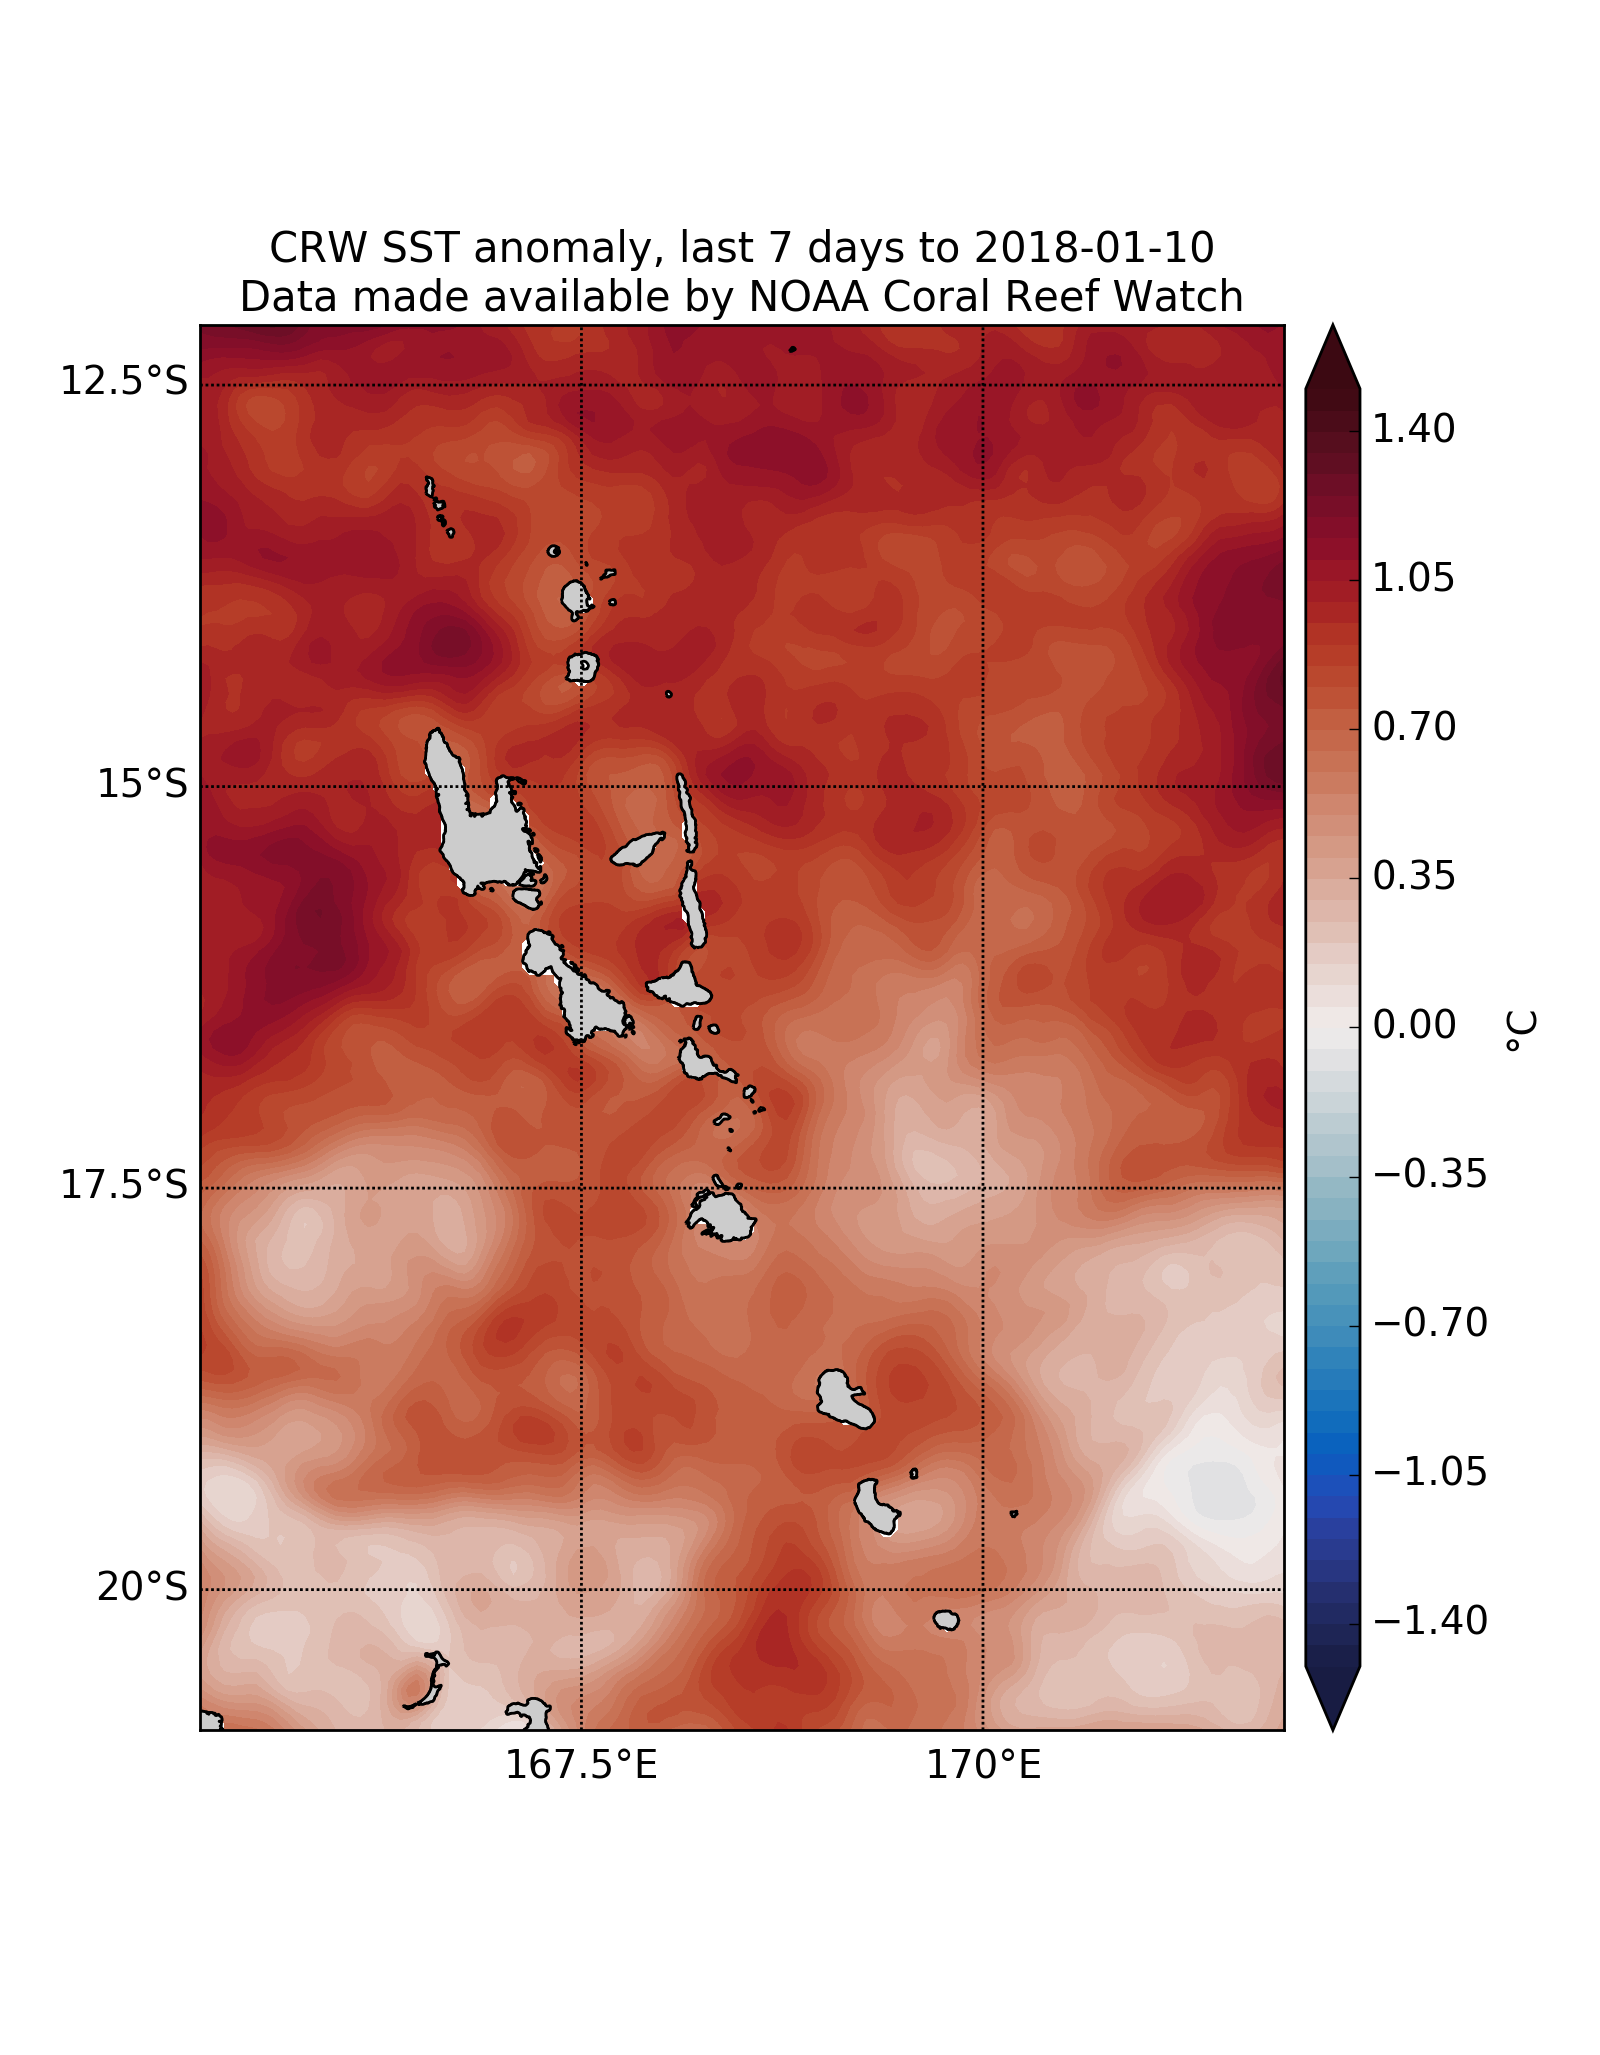 CRW SST anomaly, last 7 days to 2018-01-10
Data made available by NOAA Coral Reef Watch
12.5°S
15°S
17.5°S
20°S
167.5°E
170°E
1.40
1.05
0.70
0.35
0.00
−0.35
−0.70
−1.05
−1.40
°C